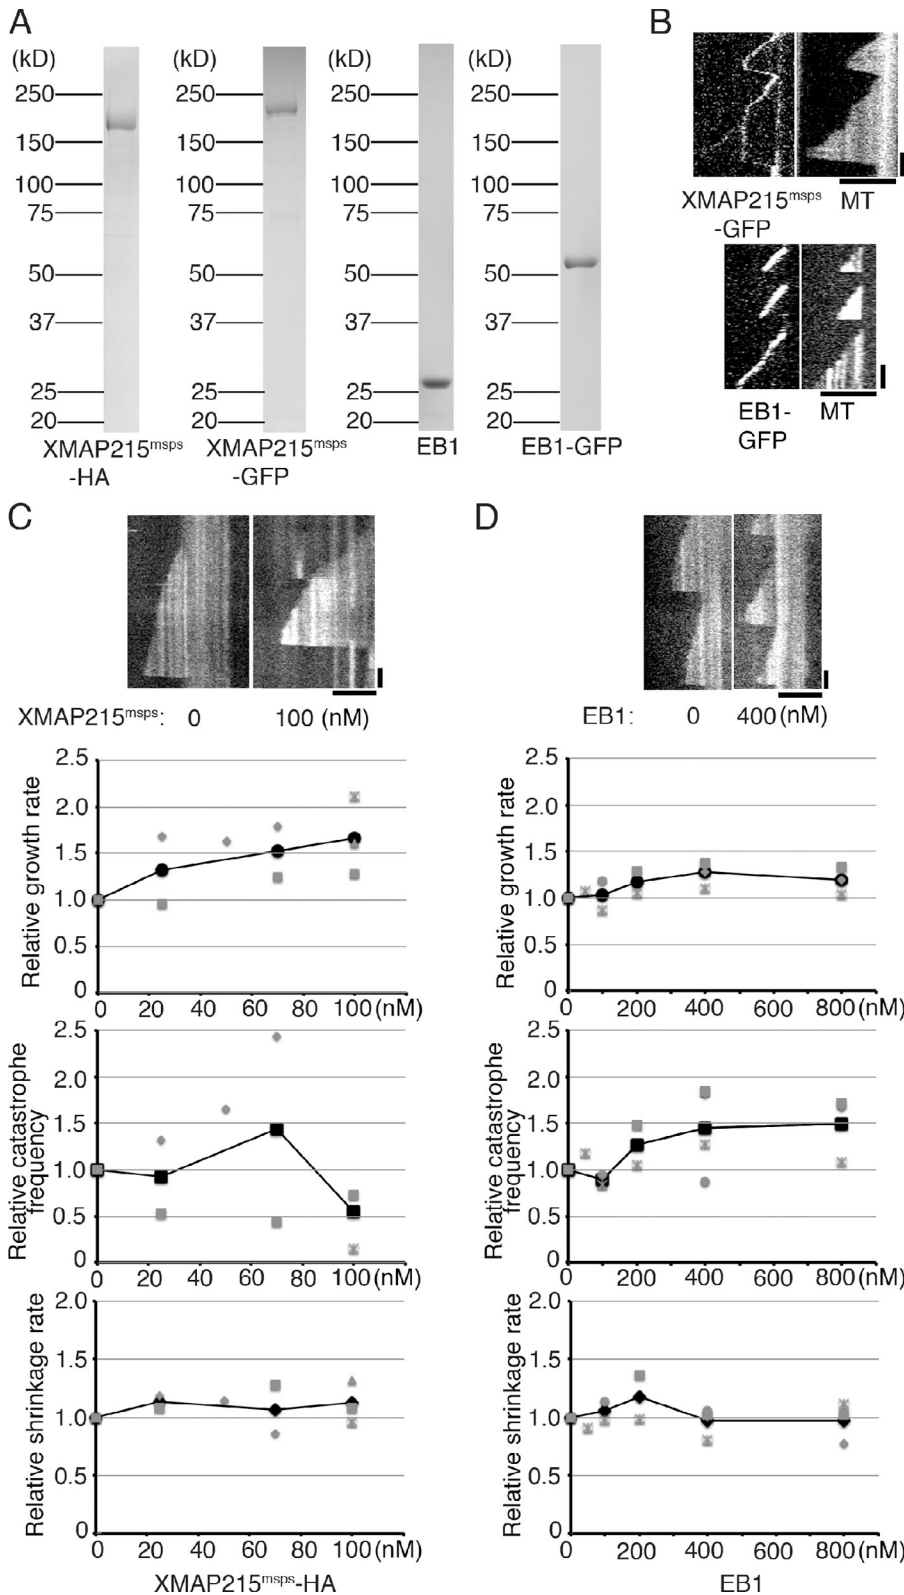 A
B
(kD) (kD) (kD) (kD)
250 250 250 250
150 150 150 150
100 100 100 100
75 75 75 75
50 50 50 50
37 37 37 37
25 25 25 25
20 20 20 20
XMAP215msps
-HA
XMAP215msps
-GFP
EB1
EB1-GFP
XMAP215msps
-GFP
MT
EB1-
GFP
MT
C
XMAP215msps: 0 100 (nM)
Relative growth rate
2.5
2.0
1.5
1.0
0.5
0
0 20 40 60 80 100 (nM)
Relative catastrophe
frequency
2.5
2.0
1.5
1.0
0.5
0
0 20 40 60 80 100 (nM)
Relative shrinkage rate
2.0
1.5
1.0
0.5
0
0 20 40 60 80 100 (nM)
XMAP215msps-HA
D
EB1: 0 400 (nM)
Relative growth rate
2.5
2.0
1.5
1.0
0.5
0
0 200 400 600 800 (nM)
Relative catastrophe
frequency
2.5
2.0
1.5
1.0
0.5
0
0 200 400 600 800 (nM)
Relative shrinkage rate
2.0
1.5
1.0
0.5
0
0 200 400 600 800 (nM)
EB1